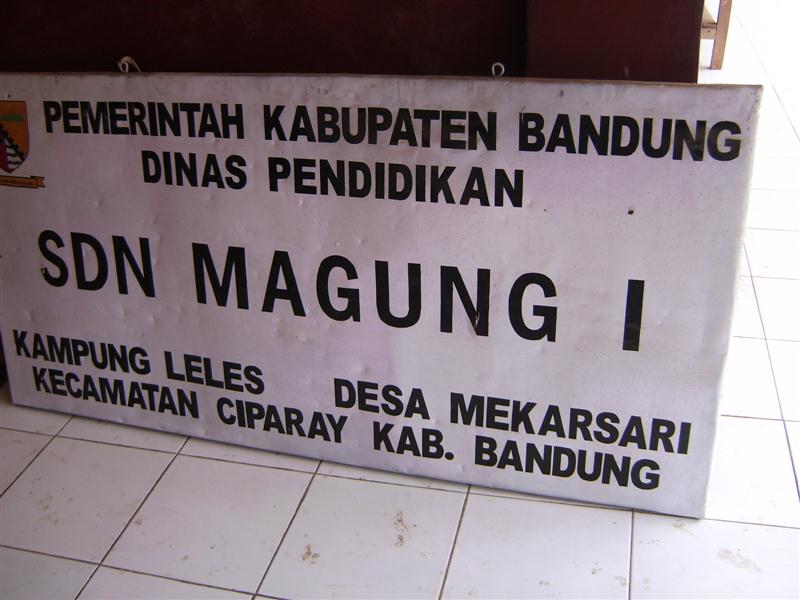 PEMERINTAH KABUPATEN BANDUNG
DINAS PENDIDIKAN
SDN MAGUNG I
KAMPUNG LELES DESA MEKARSARI
KECAMATAN CIPARAY KAB. BANDUNG